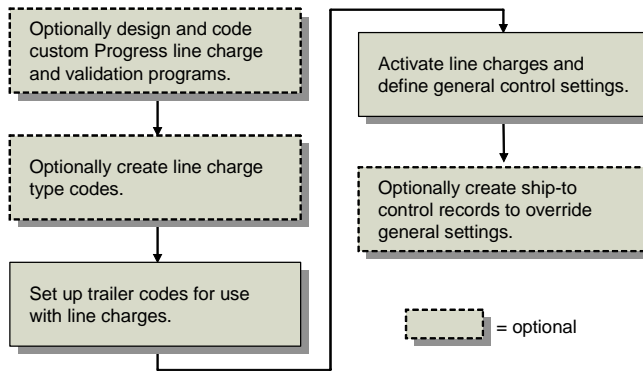 Optionally design and code
custom Progress line charge
and validation programs.
Optionally create line charge
type codes.
Set up trailer codes for use
with line charges.
Activate line charges and
define general control settings.
Optionally create ship-to
control records to override
general settings.
= optional